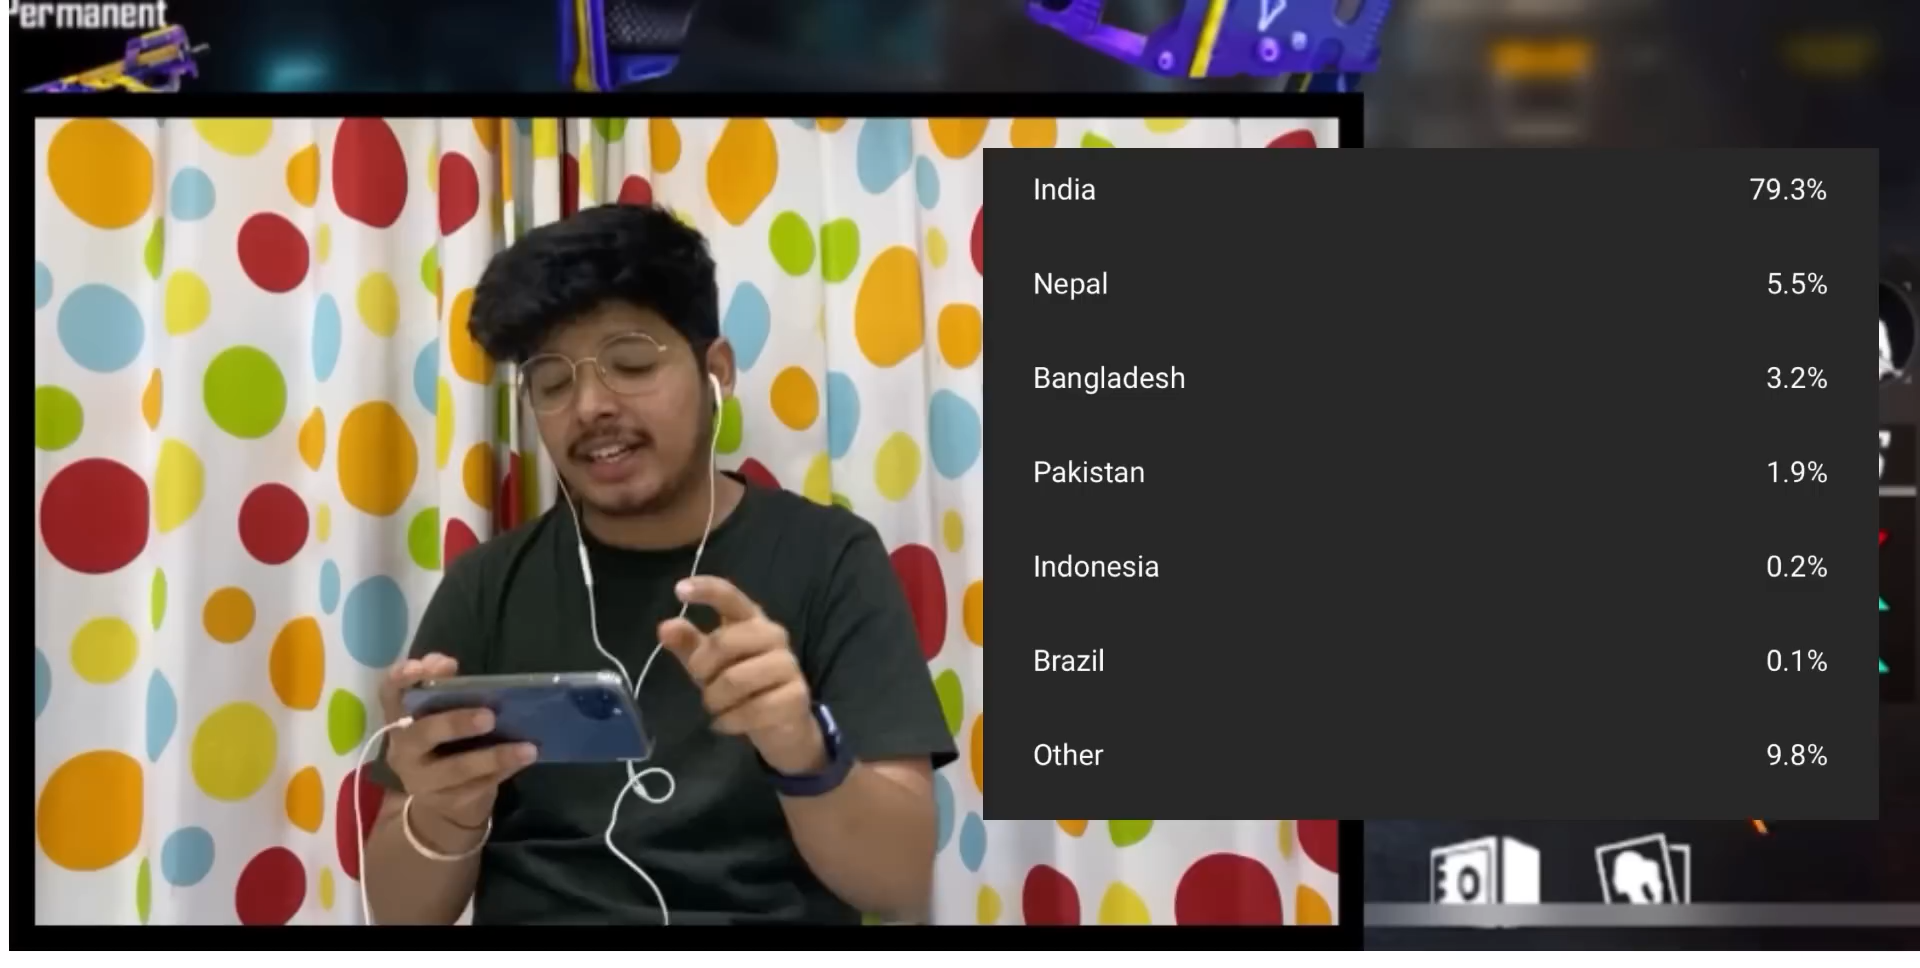 Permanent
India 79.3%
Nepal 5.5%
Bangladesh 3.2%
Pakistan 1.9%
Indonesia 0.2%
Brazil 0.1%
Other 9.8%